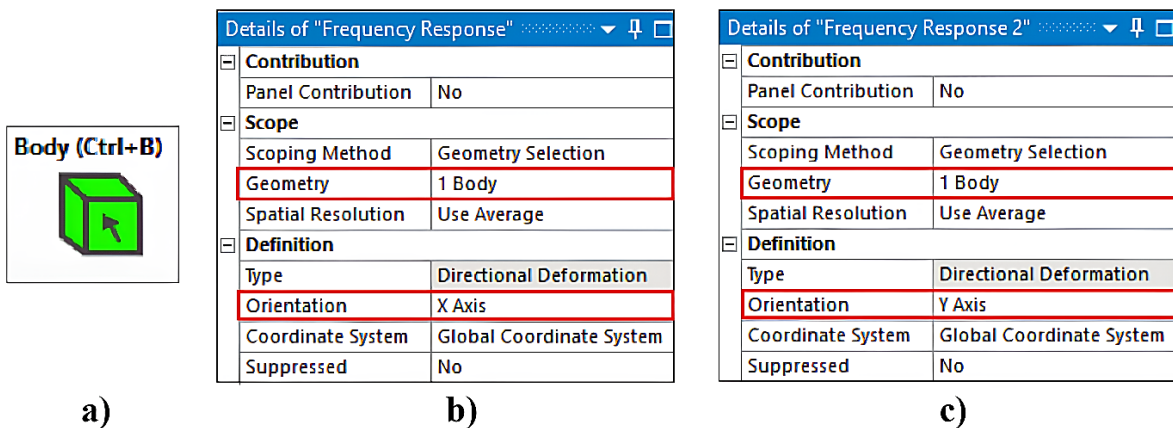 Body (Ctrl+B)
a)
Details of "Frequency Response"
Contribution
Panel Contribution No
Scope
Scoping Method Geometry Selection
Geometry 1 Body
Spatial Resolution Use Average
Definition
Type Directional Deformation
Orientation X Axis
Coordinate System Global Coordinate System
Suppressed No
b)
Details of "Frequency Response 2"
Contribution
Panel Contribution No
Scope
Scoping Method Geometry Selection
Geometry 1 Body
Spatial Resolution Use Average
Definition
Type Directional Deformation
Orientation Y Axis
Coordinate System Global Coordinate System
Suppressed No
c)